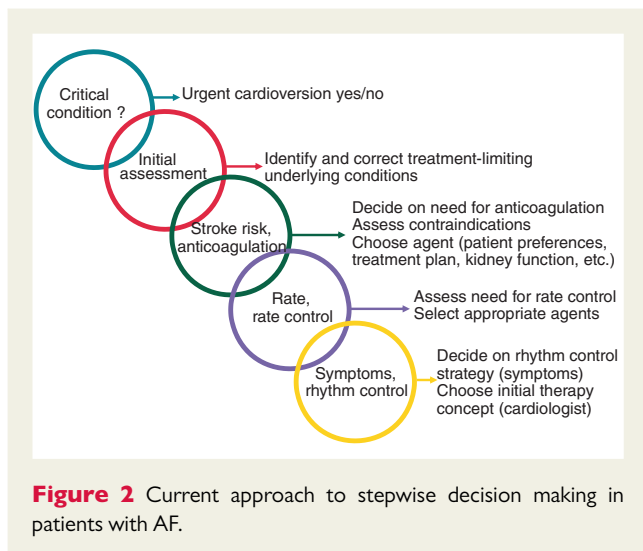 Critical
condition ?
Urgent cardioversion yes/no
Initial
assessment
Identify and correct treatment-limiting
underlying conditions
Stroke risk,
anticoagulation
Decide on need for anticoagulation
Assess contraindications
Choose agent (patient preferences,
treatment plan, kidney function, etc.)
Rate,
rate control
Assess need for rate control
Select appropriate agents
Symptoms,
rhythm control
Decide on rhythm control
strategy (symptoms)
Choose initial therapy
concept (cardiologist)
Figure 2 Current approach to stepwise decision making in
patients with AF.